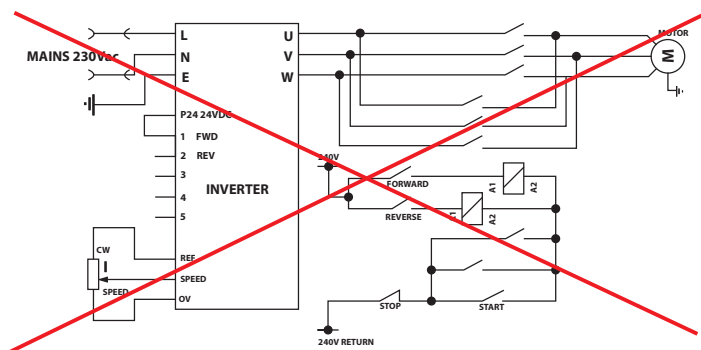 MAINS 230Vac
L
N
E
P24 24VDC
1 FWD
2 REV
3
4
5
INVERTER
REF
SPEED
OV
CW
SPEED
U
V
W
MOTOR
M
240V
FORWARD
A1
A2
REVERSE
A1
A2
STOP
START
240V RETURN